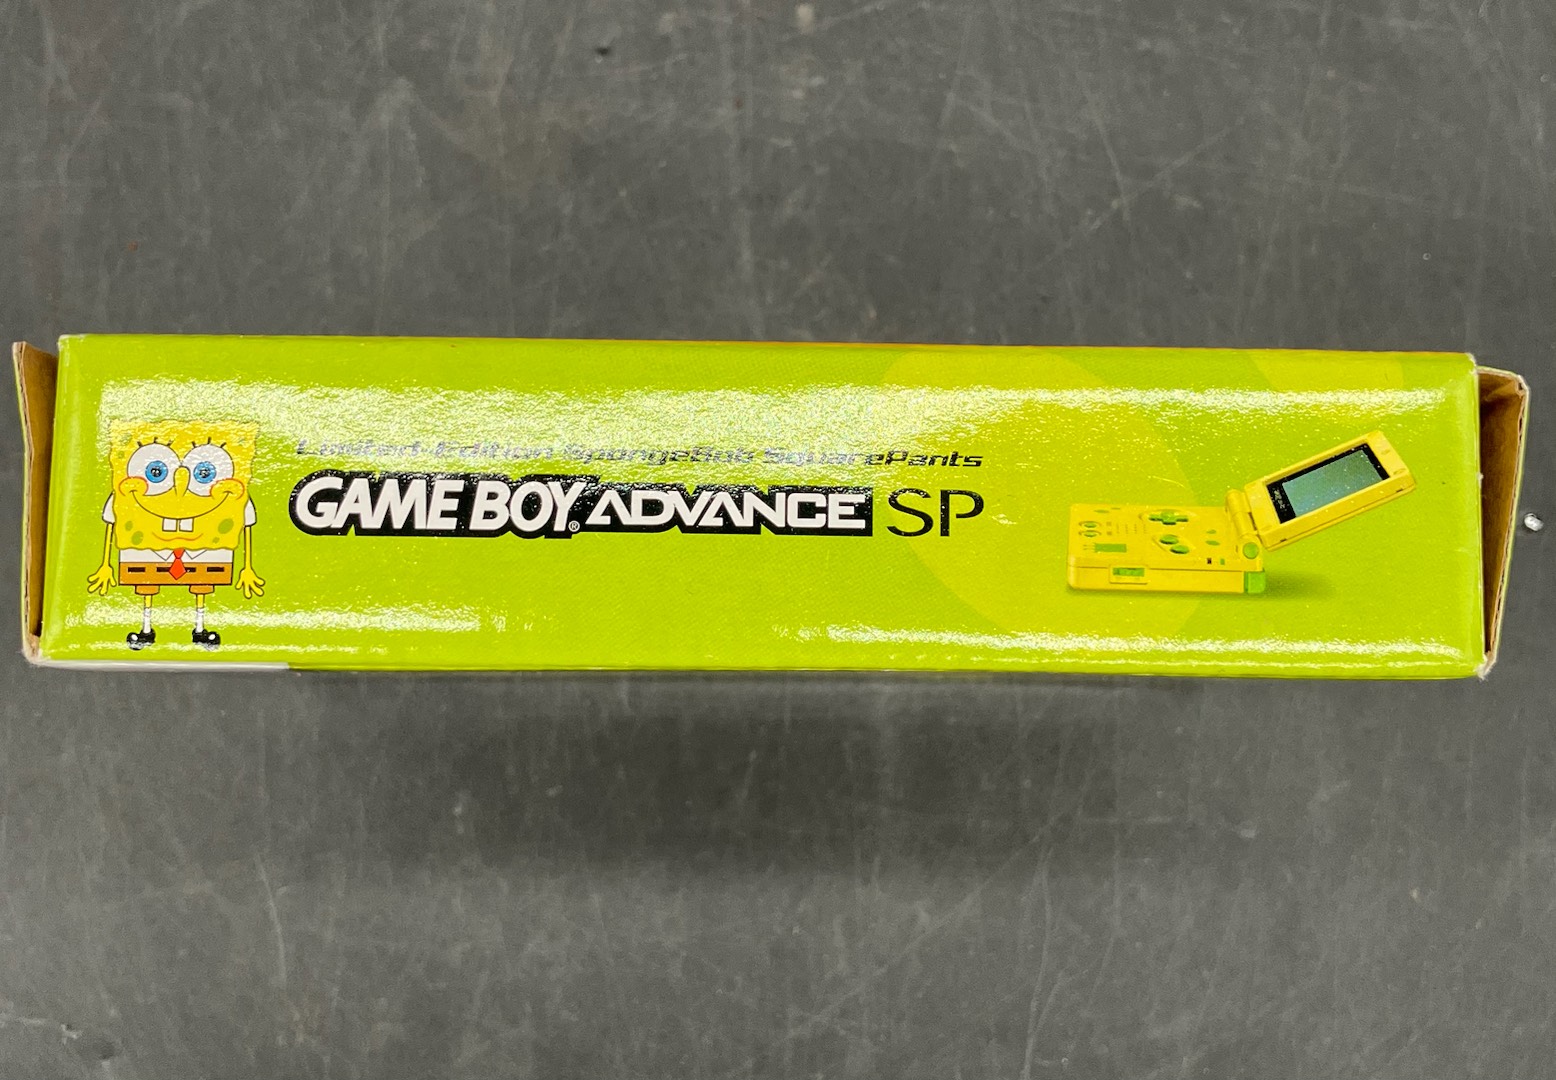 Limited Edition SpongeBob SquarePants
GAME BOY® ADVANCE SP